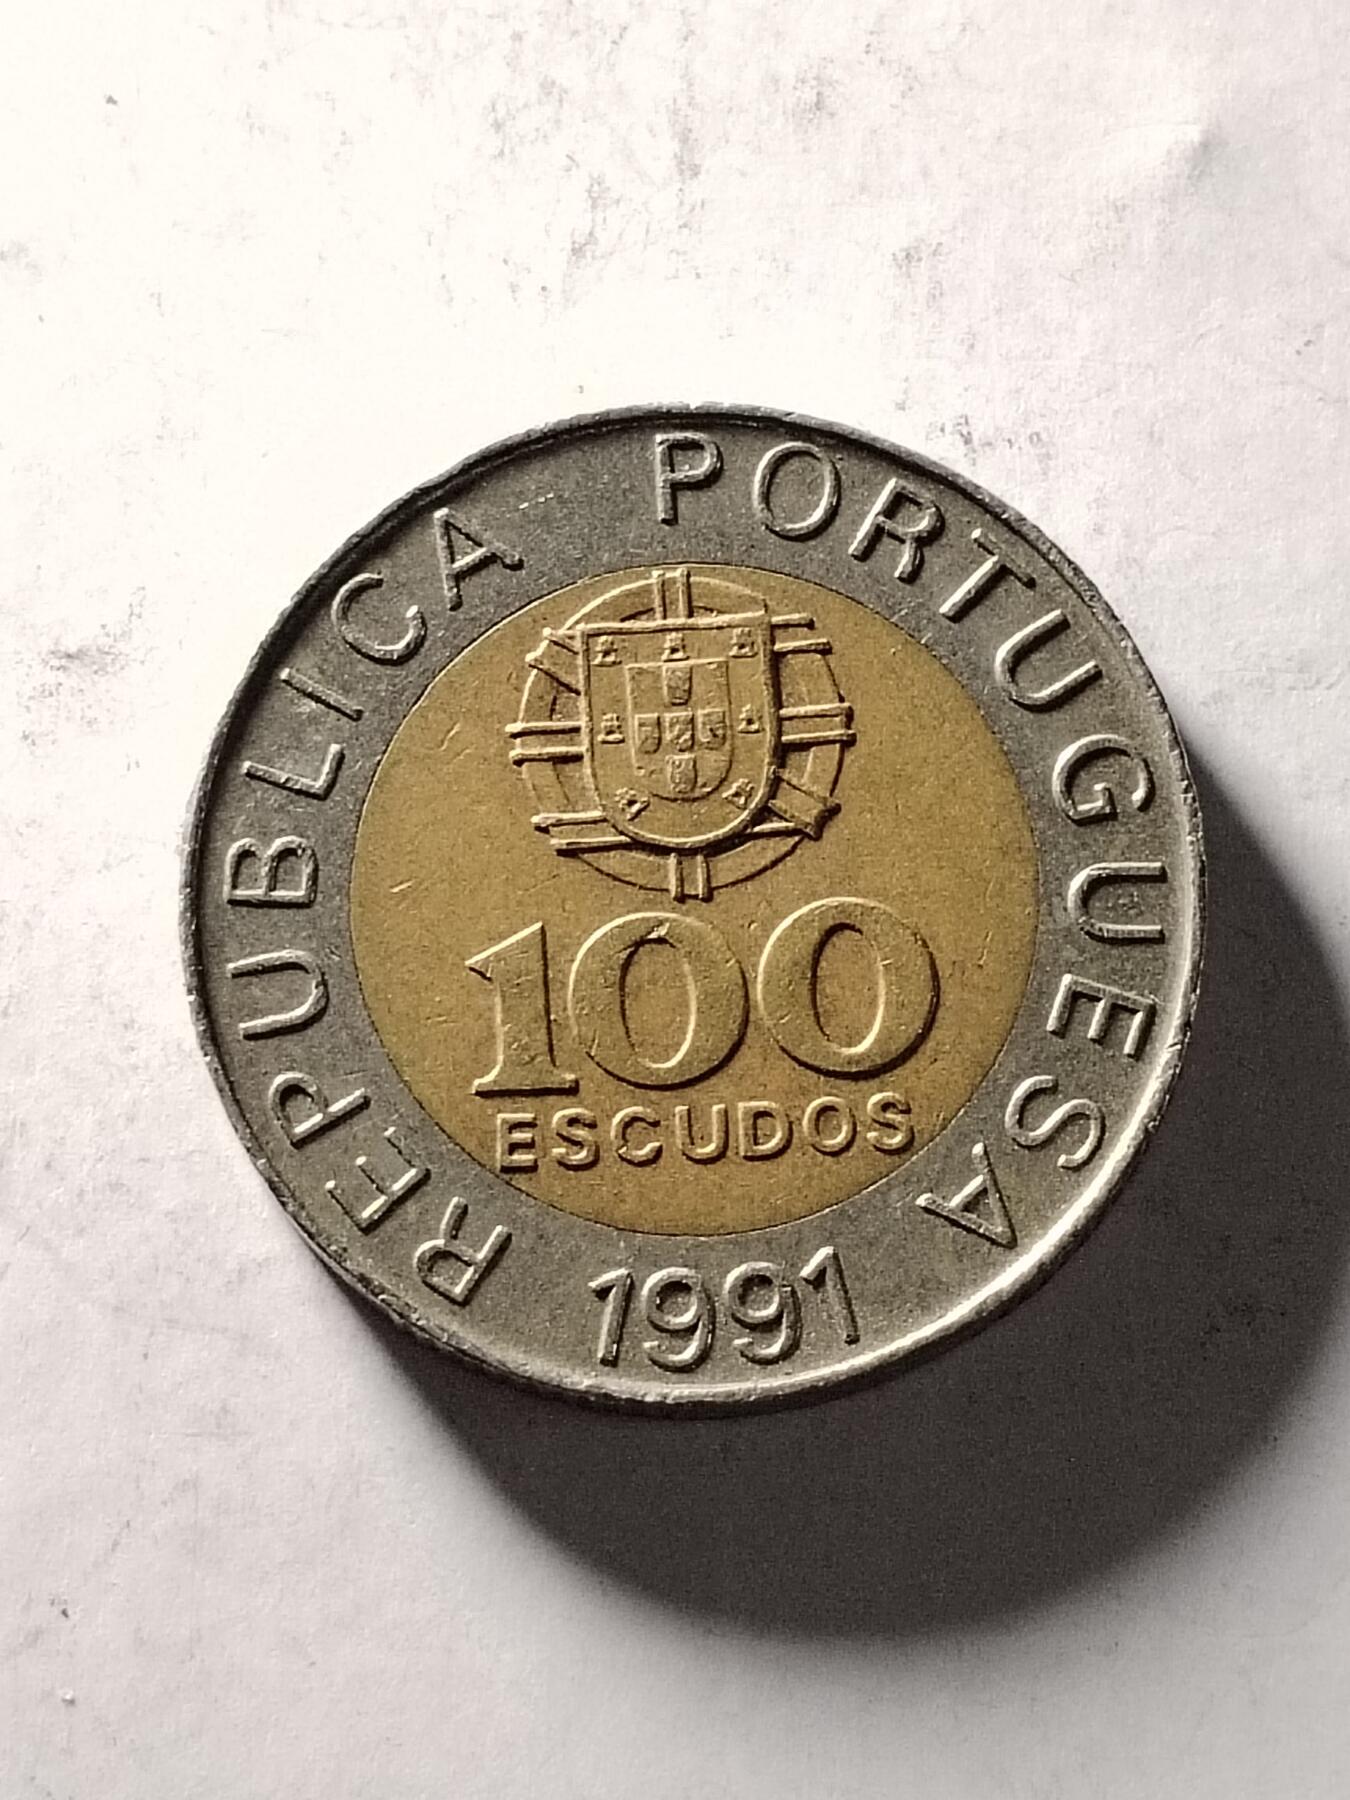 REPUBLICA PORTUGUESA
100
ESCUDOS
1991